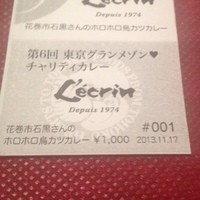 Depuis 1974
花巻市石黒さんのホロホロ鳥カツカレー
第6回 東京グランメゾン♥
チャリティカレー
L'écrin
Depuis 1974
花巻市石黒さんの #001
ホロホロ鳥カツカレー ¥1,000 2013.11.17